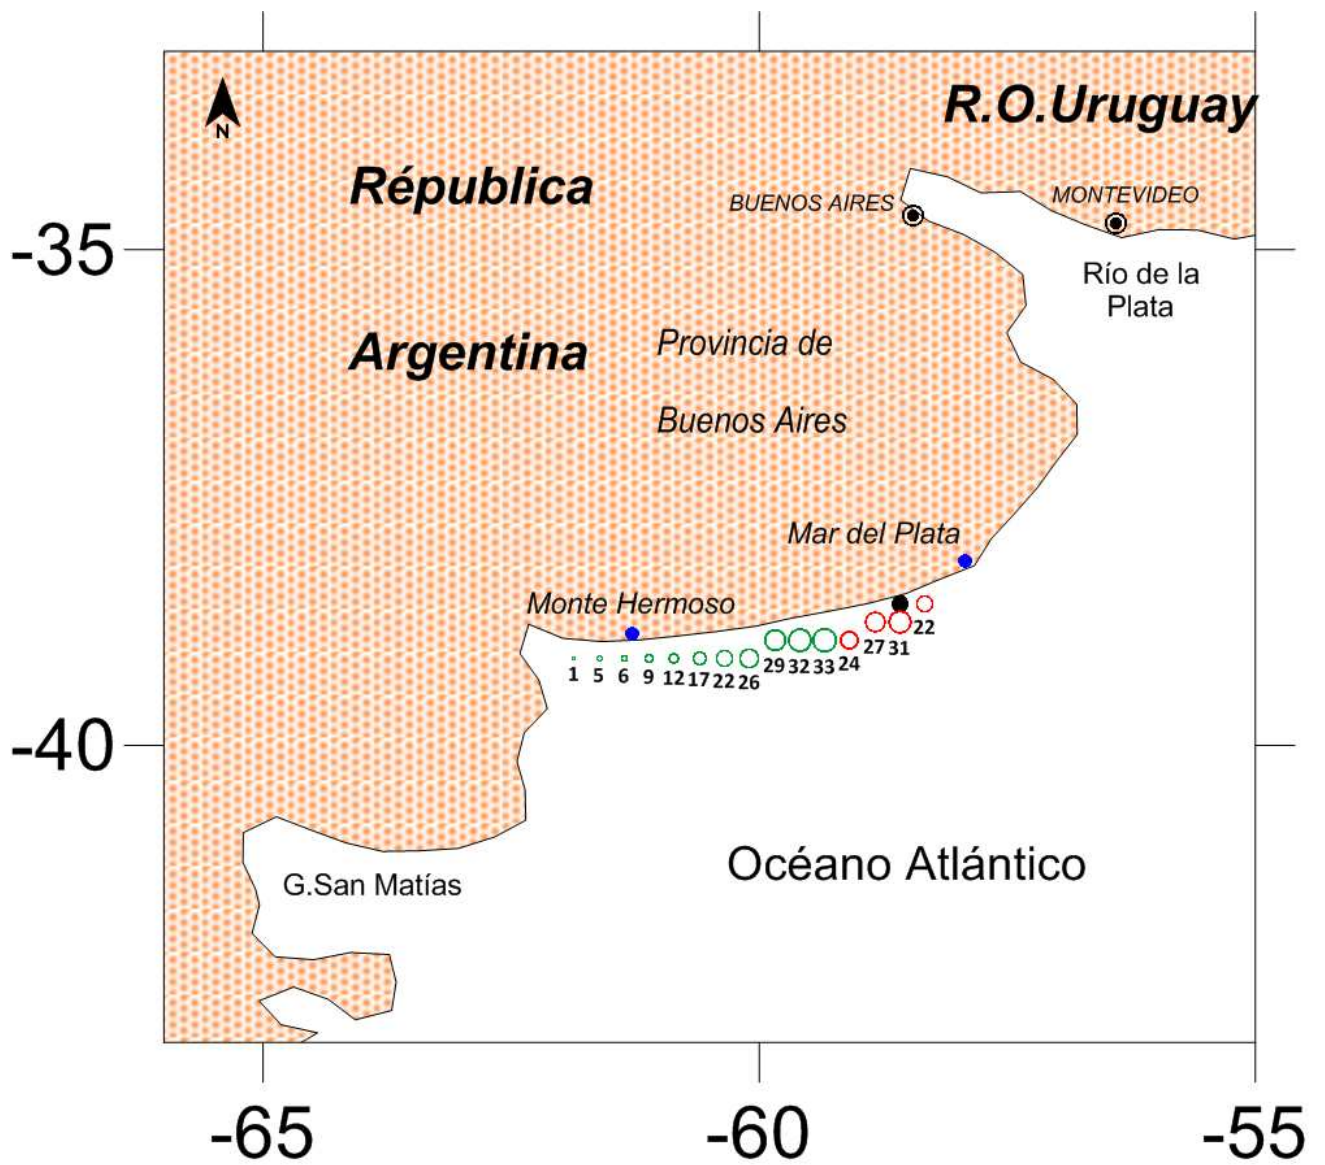 R.O.Uruguay
N
Républica
MONTEVIDEO
BUENOS AIRES
-35
Río de la
Plata
Argentina
Provincia de
Buenos Aires
Mar del Plata
Monte Hermoso
1 5 6 9 12 17 22 26 29 32 33 24 27 31 22
-40
Océano Atlántico
G.San Matías
-65 -60 -55